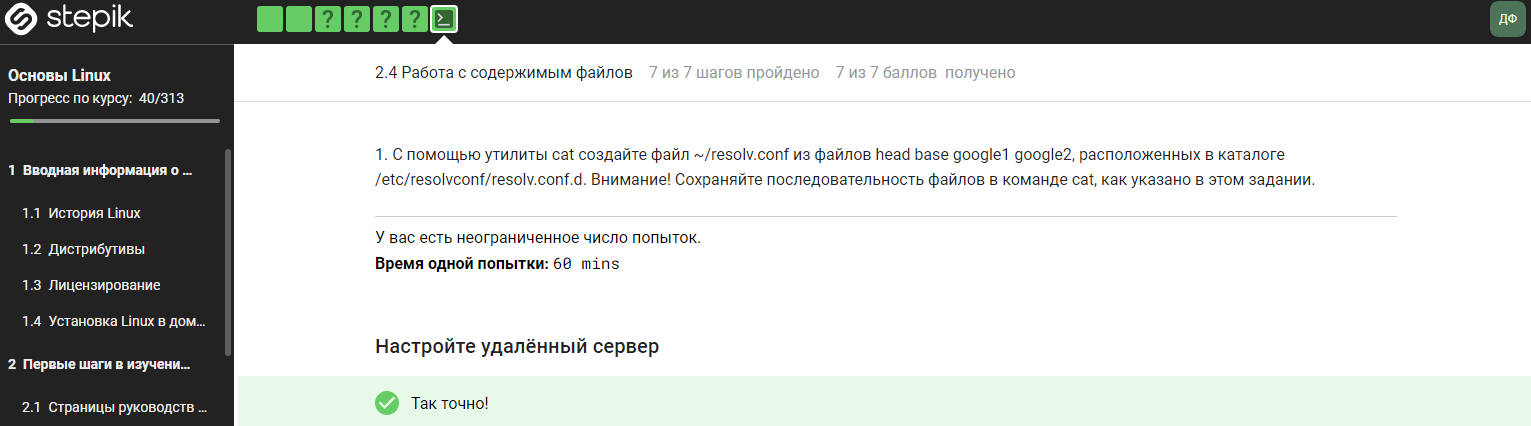 stepik
? ? ? ?
ДФ
Основы Linux
Прогресс по курсу: 40/313
1 Вводная информация о ...
1.1 История Linux
1.2 Дистрибутивы
1.3 Лицензирование
1.4 Установка Linux в дом...
2 Первые шаги в изучени...
2.1 Страницы руководств ...
2.4 Работа с содержимым файлов 7 из 7 шагов пройдено 7 из 7 баллов получено
1. С помощью утилиты cat создайте файл ~/resolv.conf из файлов head base google1 google2, расположенных в каталоге
/etc/resolvconf/resolv.conf.d. Внимание! Сохраняйте последовательность файлов в команде cat, как указано в этом задании.
У вас есть неограниченное число попыток.
Время одной попытки: 60 mins
Настройте удалённый сервер
Так точно!